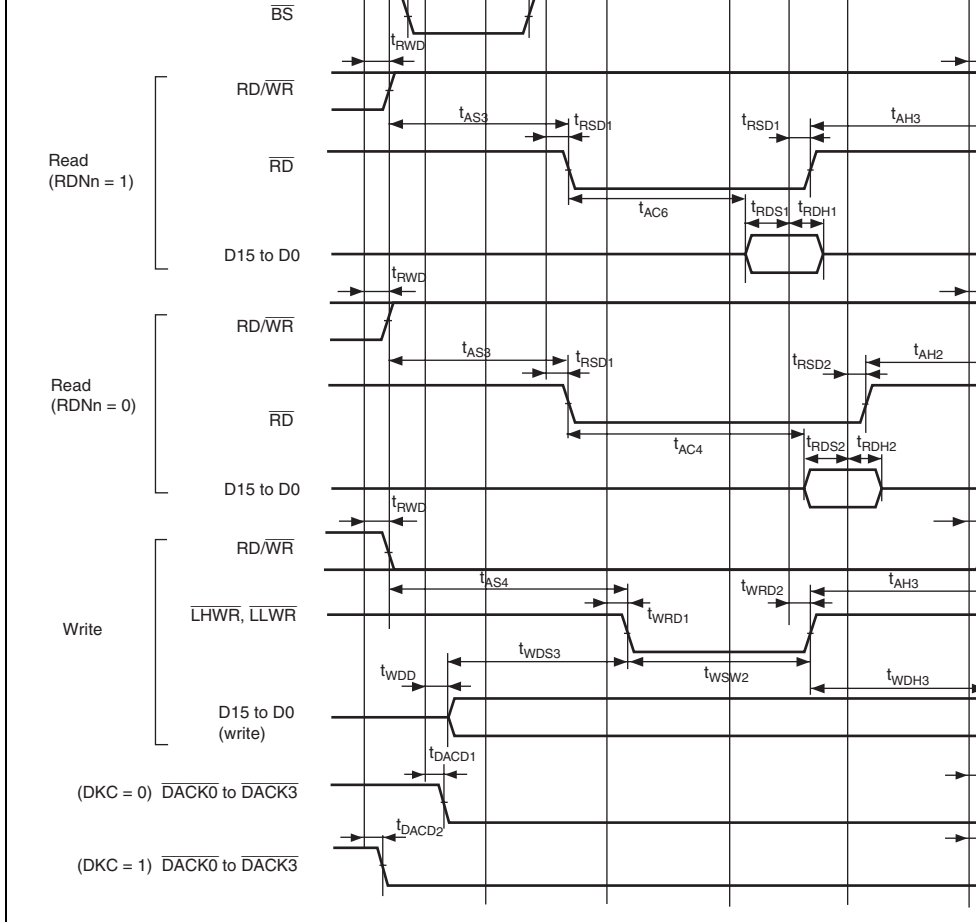 BS
tRWD
RD/WR
tAS3
tRSD1
tRSD1
tAH3
Read
(RDNn = 1)
RD
tAC6
tRDS1
tRDH1
D15 to D0
tRWD
RD/WR
tAS3
tRSD1
tRSD2
tAH2
Read
(RDNn = 0)
RD
tAC4
tRDS2
tRDH2
D15 to D0
tRWD
RD/WR
tAS4
tWRD2
tAH3
LHWR, LLWR
tWRD1
Write
tWDS3
tWSW2
tWDD
tWDH3
D15 to D0
(write)
tDACD1
(DKC = 0) DACK0 to DACK3
tDACD2
(DKC = 1) DACK0 to DACK3